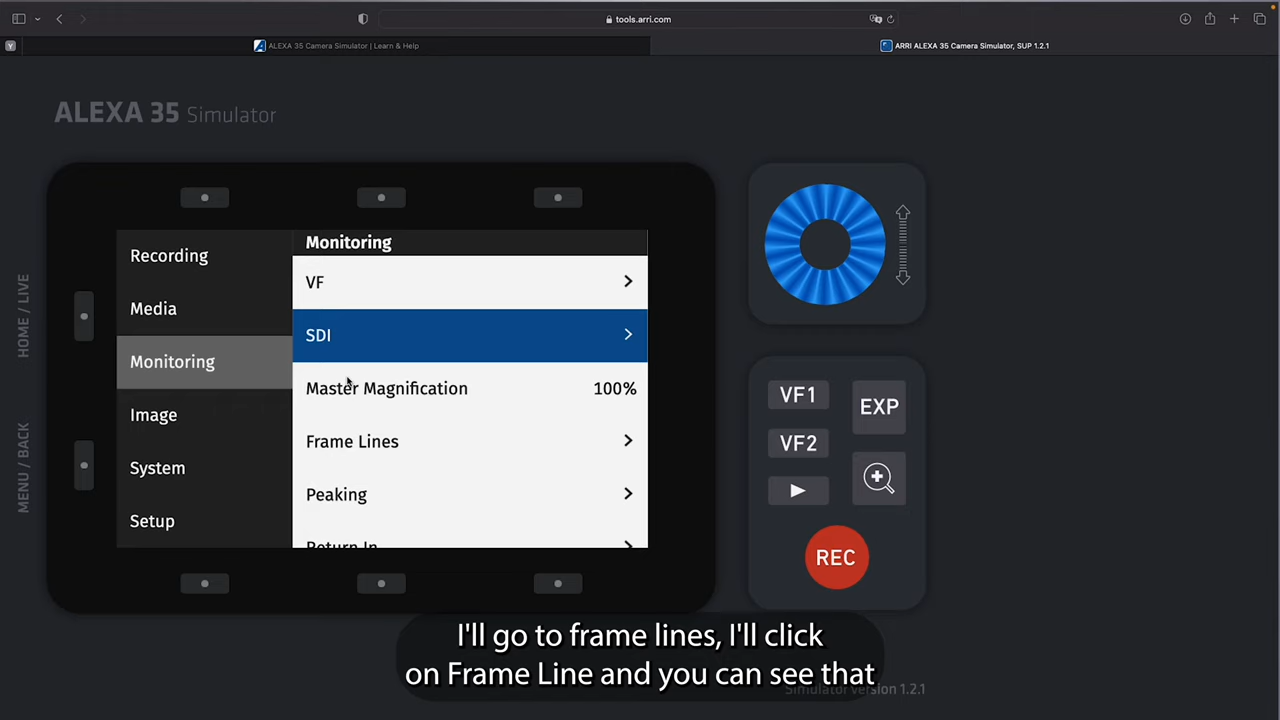 tools.arri.com
Y
ALEXA 35 Camera Simulator | Learn & Help
ARRI ALEXA 35 Camera Simulator, SUP 1.2.1
ALEXA 35 Simulator
HOME / LIVE
MENU / BACK
Recording
Media
Monitoring
Image
System
Setup
Monitoring
VF
SDI
Master Magnification 100%
Frame Lines
Peaking
Return In
VF1
EXP
VF2
REC
I'll go to frame lines, I'll click
on Frame Line and you can see that
Simulator version 1.2.1